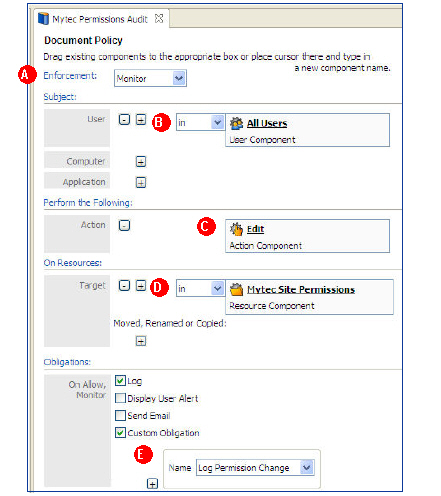 Mytec Permissions Audit
Document Policy
Drag existing components to the appropriate box or place cursor there and type in
a new component name.
A Enforcement: Monitor
Subject:
User - + B in All Users
User Component
Computer +
Application +
Perform the Following:
Action - C Edit
Action Component
On Resources:
Target - + D in Mytec Site Permissions
Resource Component
Moved, Renamed or Copied:
+
Obligations:
On Allow, Monitor
Log
Display User Alert
Send Email
Custom Obligation
E
+ Name Log Permission Change